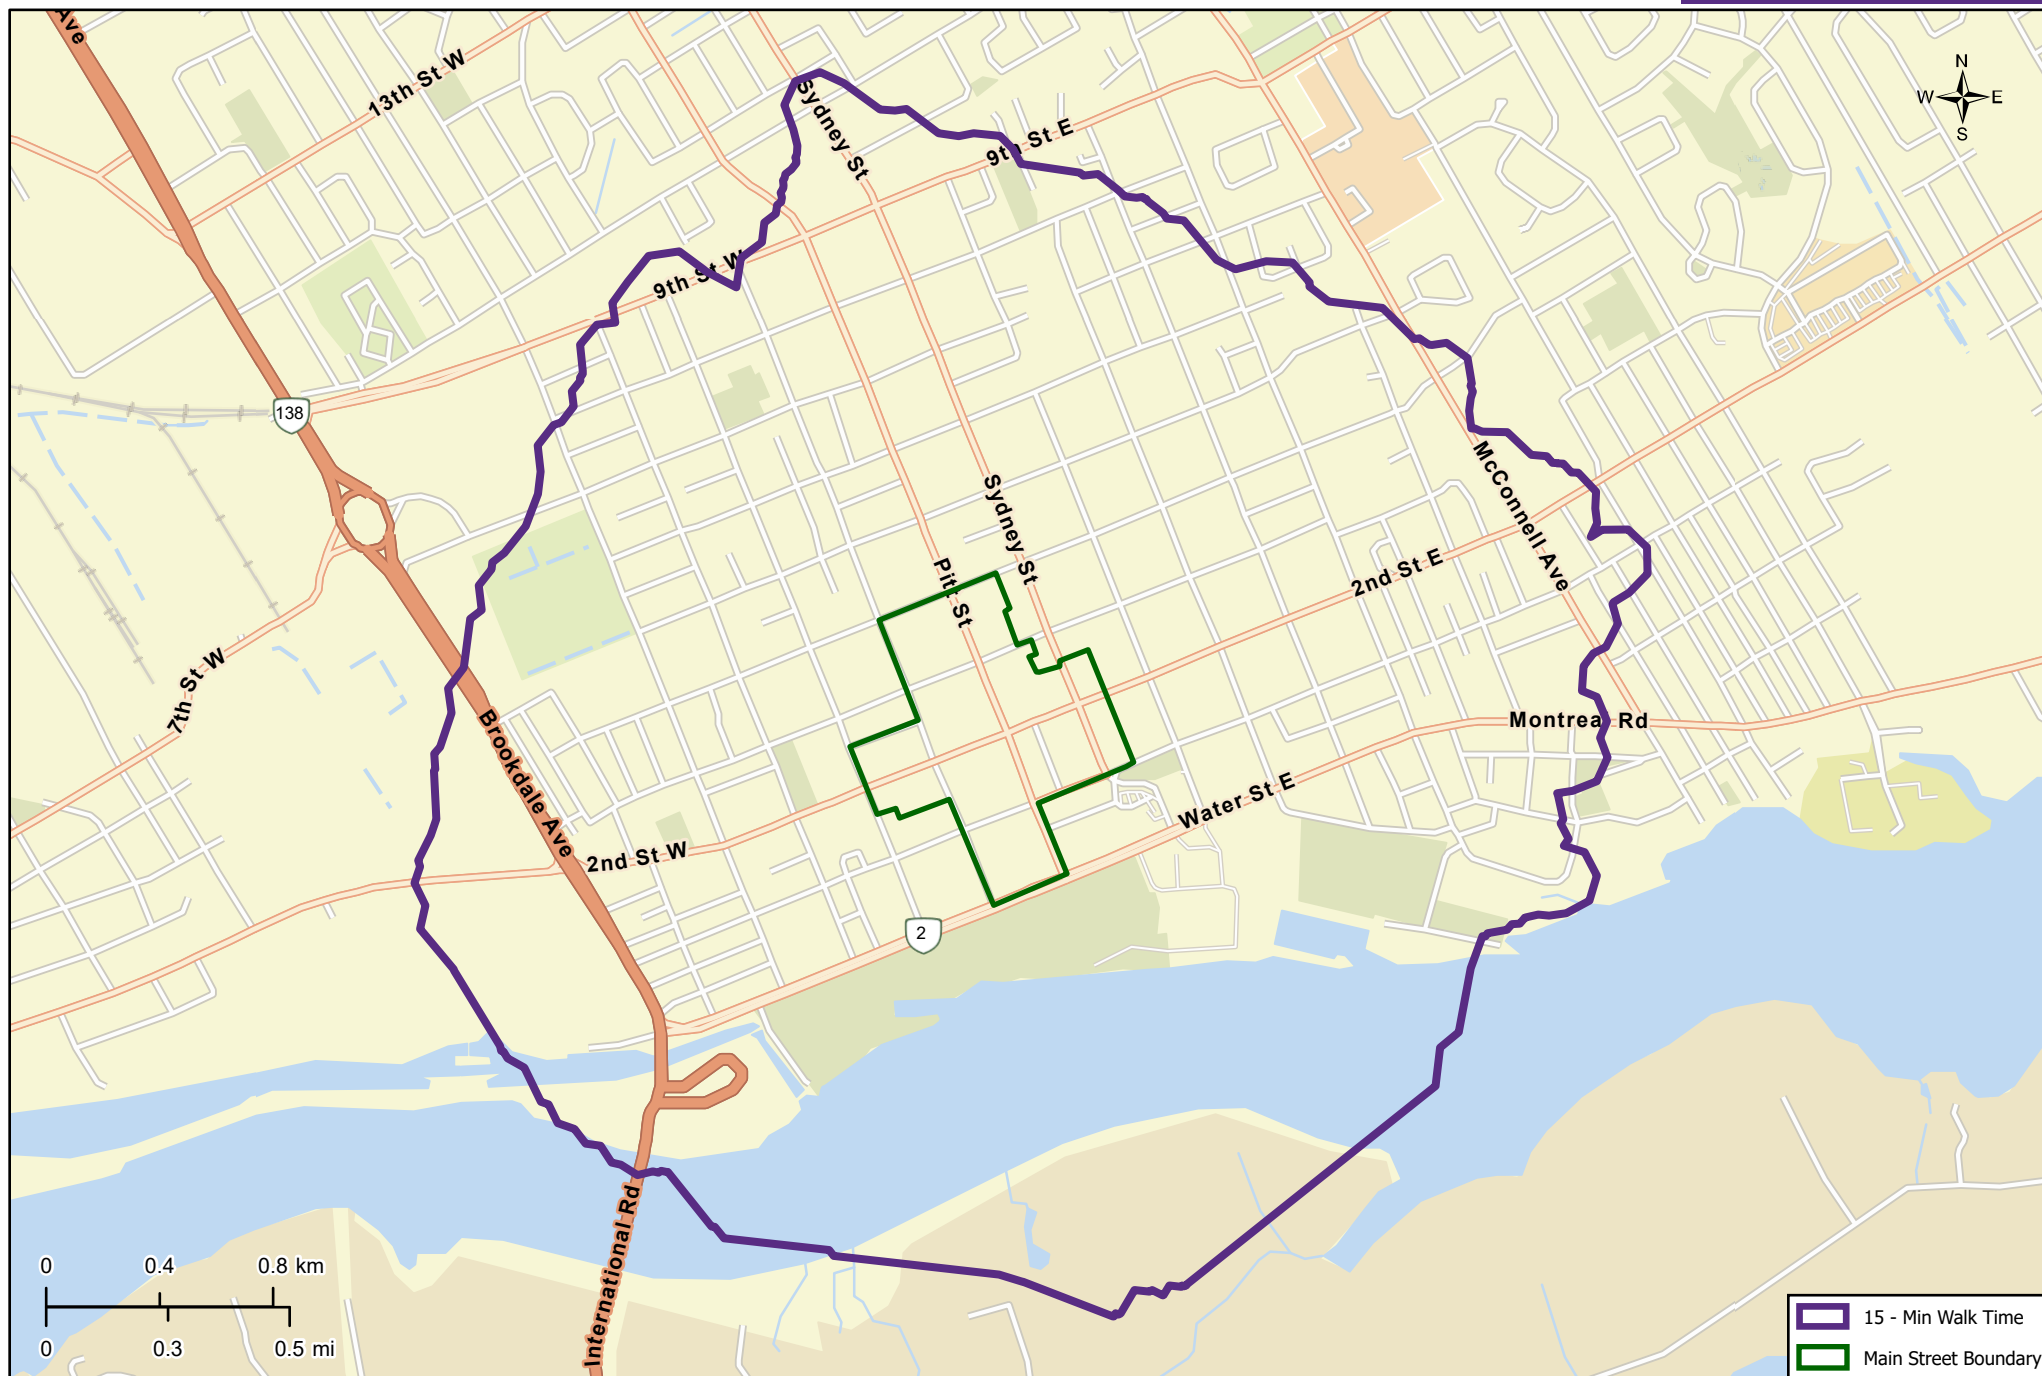 Ave
13th St W
Sydney St
9th St E
N
W E
S
9th St W
138
McConnell Ave
Sydney St
Pitt St
2nd St E
7th St W
Brookdale Ave
Montreal Rd
Water St E
2nd St W
2
International Rd
0 0.4 0.8 km
0 0.3 0.5 mi
15 - Min Walk Time
Main Street Boundary